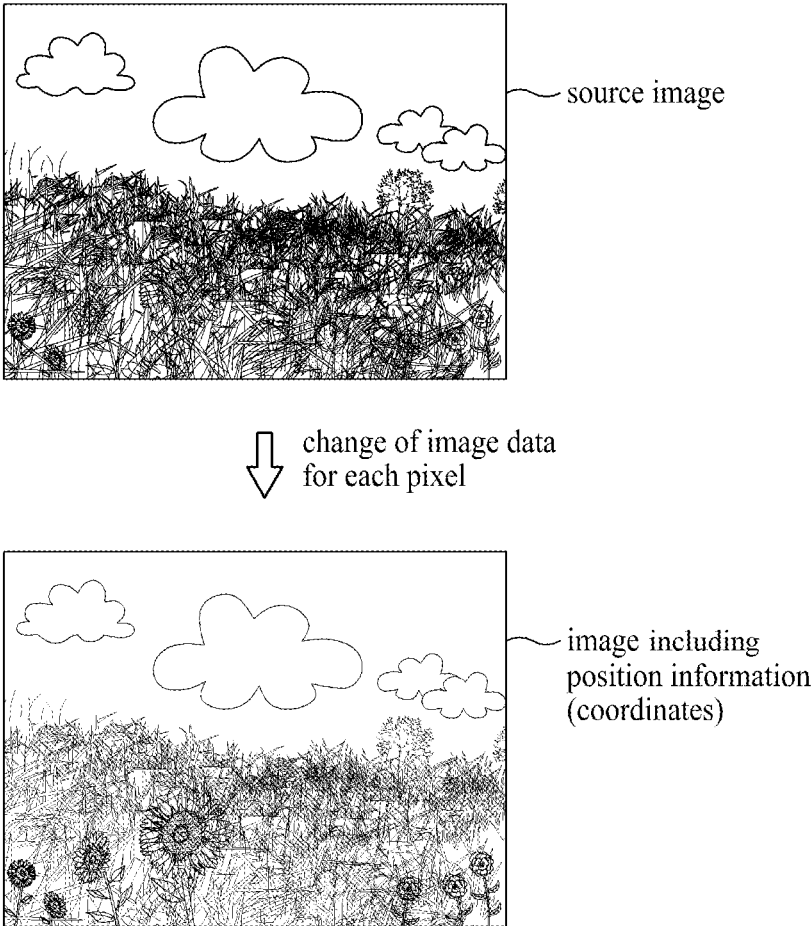 source image
change of image data
for each pixel
image including
position information
(coordinates)